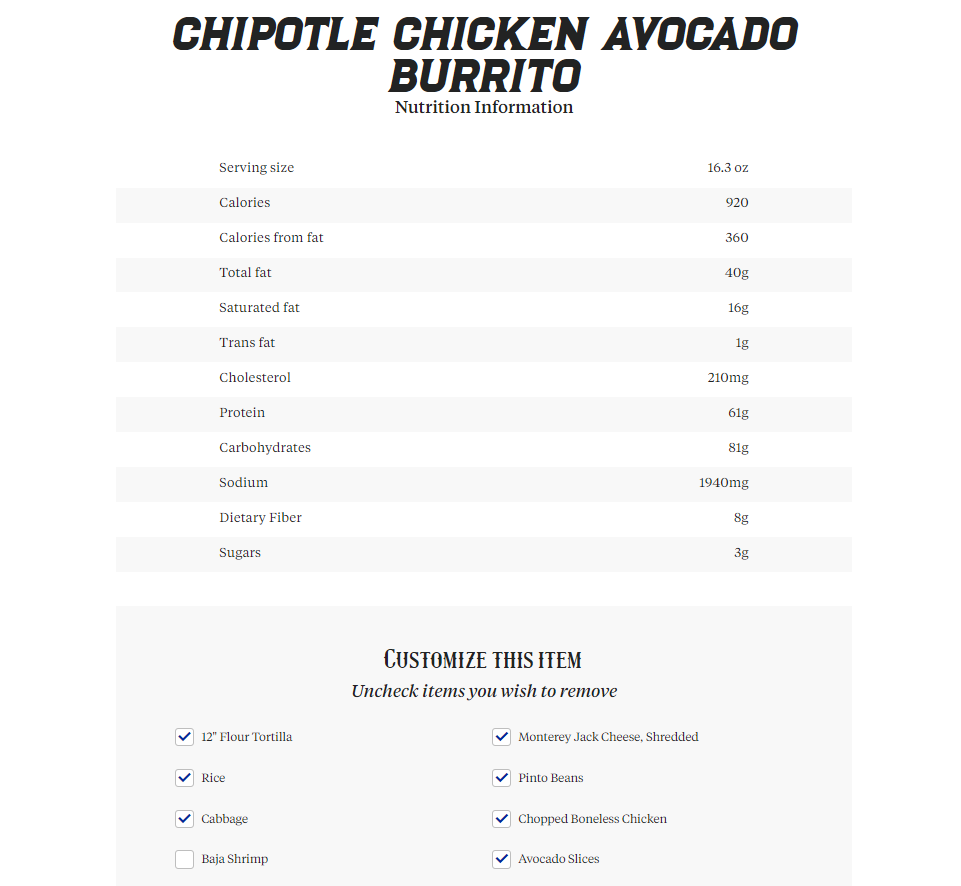 CHIPOTLE CHICKEN AVOCADO
BURRITO
Nutrition Information
Serving size 16.3 oz
Calories 920
Calories from fat 360
Total fat 40g
Saturated fat 16g
Trans fat 1g
Cholesterol 210mg
Protein 61g
Carbohydrates 81g
Sodium 1940mg
Dietary Fiber 8g
Sugars 3g
CUSTOMIZE THIS ITEM
Uncheck items you wish to remove
12" Flour Tortilla Monterey Jack Cheese, Shredded
Rice Pinto Beans
Cabbage Chopped Boneless Chicken
Baja Shrimp Avocado Slices